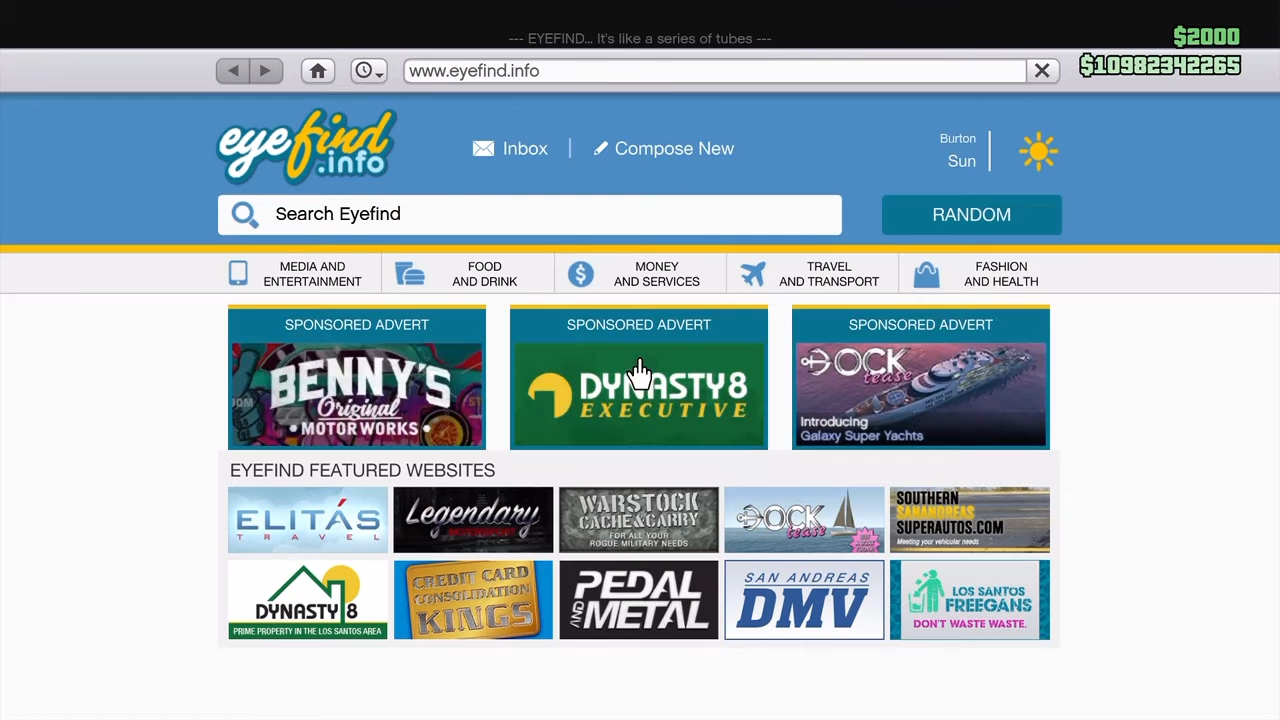 --- EYEFIND... It's like a series of tubes ---
$2000
$10982342265
www.eyefind.info
eyefind
.info
Inbox
Compose New
Burton
Sun
Search Eyefind
RANDOM
MEDIA AND
ENTERTAINMENT
FOOD
AND DRINK
MONEY
AND SERVICES
TRAVEL
AND TRANSPORT
FASHION
AND HEALTH
SPONSORED ADVERT
BENNY'S
Original
• MOTOR WORKS •
SPONSORED ADVERT
DYNASTY 8
EXECUTIVE
SPONSORED ADVERT
DOCK
tease
Introducing
Galaxy Super Yachts
EYEFIND FEATURED WEBSITES
ELITÁS
TRAVEL
Legendary
MOTORSPORT
WARSTOCK
CACHE&CARRY
FOR ALL YOUR
ROGUE MILITARY NEEDS
DOCK
tease
SOUTHERN
SANANDREAS
SUPERAUTOS.COM
Meeting your vehicular needs
DYNASTY 8
PRIME PROPERTY IN THE LOS SANTOS AREA
CREDIT CARD
CONSOLIDATION
KINGS
PEDAL
AND METAL
SAN ANDREAS
DMV
LOS SANTOS
FREEGANS
DON'T WASTE WASTE.